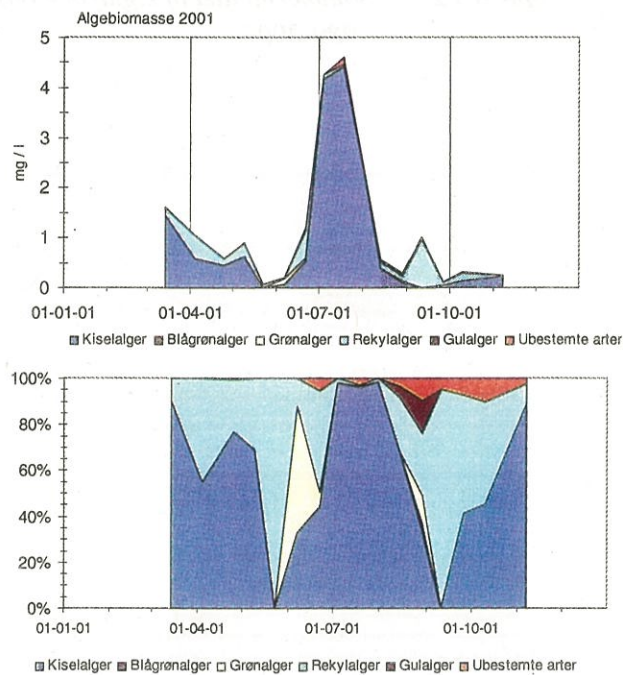 Algebiomasse 2001
5
4
3
2
1
0
mg / l
01-01-01 01-04-01 01-07-01 01-10-01
Kiselalger Blågrønalger Grønalger Rekylalger Gulalger Ubestemte arter
100%
80%
60%
40%
20%
0%
01-01-01 01-04-01 01-07-01 01-10-01
Kiselalger Blågrønalger Grønalger Rekylalger Gulalger Ubestemte arter